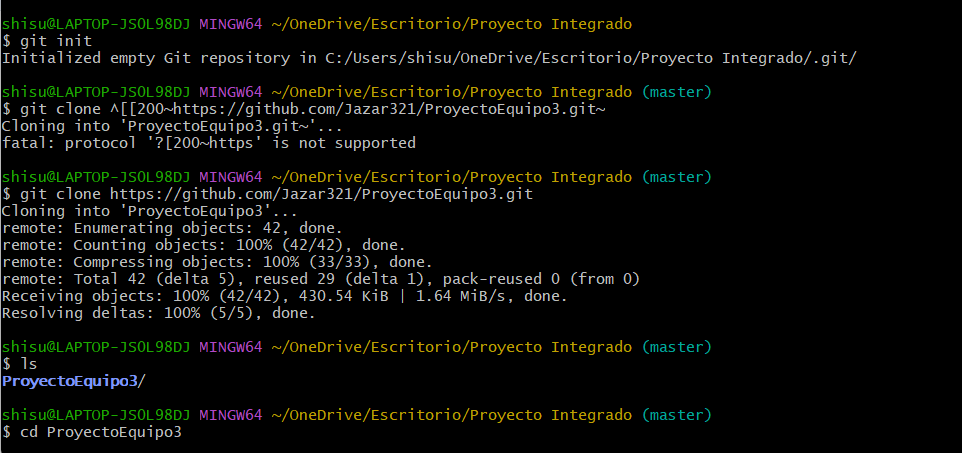 shisu@LAPTOP-JSOL98DJ MINGW64 ~/OneDrive/Escritorio/Proyecto Integrado
$ git init
Initialized empty Git repository in C:/Users/shisu/OneDrive/Escritorio/Proyecto Integrado/.git/
shisu@LAPTOP-JSOL98DJ MINGW64 ~/OneDrive/Escritorio/Proyecto Integrado (master)
$ git clone ^[[200~https://github.com/Jazar321/ProyectoEquipo3.git~
Cloning into 'ProyectoEquipo3.git~'...
fatal: protocol '?[200~https' is not supported
shisu@LAPTOP-JSOL98DJ MINGW64 ~/OneDrive/Escritorio/Proyecto Integrado (master)
$ git clone https://github.com/Jazar321/ProyectoEquipo3.git
Cloning into 'ProyectoEquipo3'...
remote: Enumerating objects: 42, done.
remote: Counting objects: 100% (42/42), done.
remote: Compressing objects: 100% (33/33), done.
remote: Total 42 (delta 5), reused 29 (delta 1), pack-reused 0 (from 0)
Receiving objects: 100% (42/42), 430.54 KiB | 1.64 MiB/s, done.
Resolving deltas: 100% (5/5), done.
shisu@LAPTOP-JSOL98DJ MINGW64 ~/OneDrive/Escritorio/Proyecto Integrado (master)
$ ls
ProyectoEquipo3/
shisu@LAPTOP-JSOL98DJ MINGW64 ~/OneDrive/Escritorio/Proyecto Integrado (master)
$ cd ProyectoEquipo3